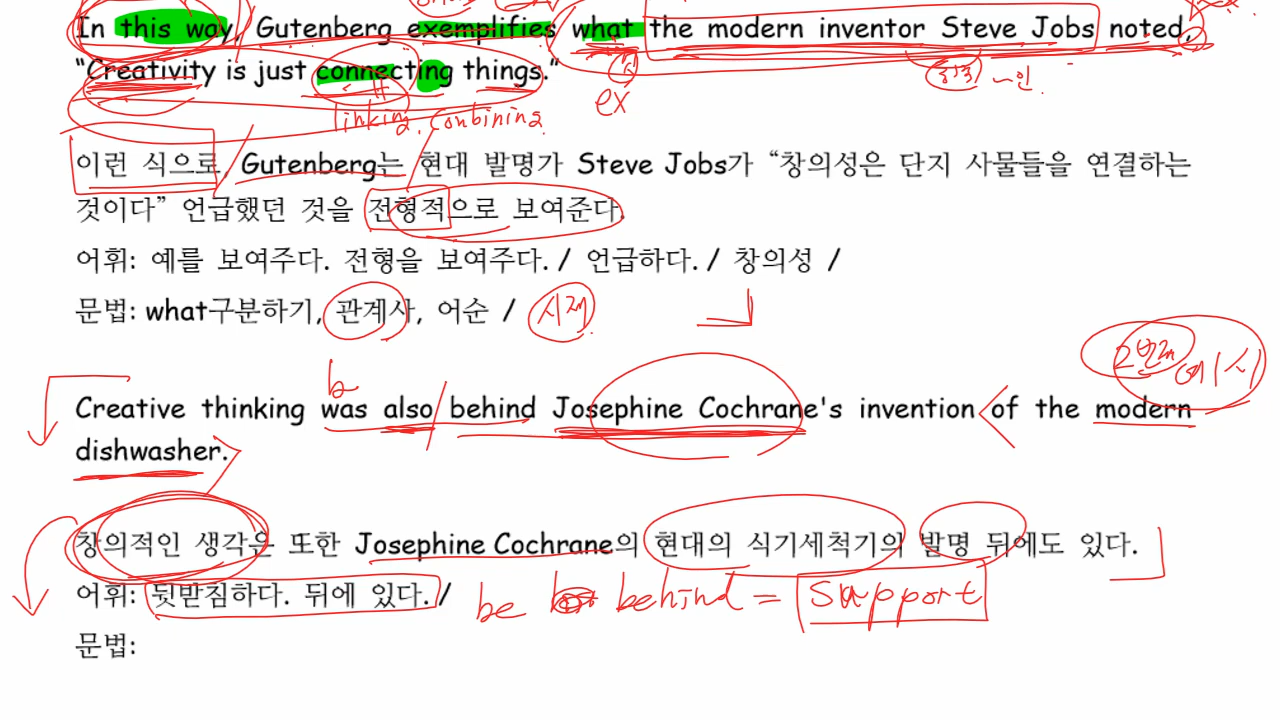 In this way, Gutenberg exemplifies what the modern inventor Steve Jobs noted,
"Creativity is just connecting things."
ex 동격 ~인
linking, combining
이런 식으로, Gutenberg는 현대 발명가 Steve Jobs가 "창의성은 단지 사물들을 연결하는
것이다" 언급했던 것을 전형적으로 보여준다.
어휘: 예를 보여주다. 전형을 보여주다. / 언급하다. / 창의성 /
문법: what구분하기, 관계사, 어순 / 시제
2번째 예시
b
Creative thinking was also behind Josephine Cochrane's invention of the modern
dishwasher.
창의적인 생각은 또한 Josephine Cochrane의 현대의 식기세척기의 발명 뒤에도 있다.
어휘: 뒷받침하다. 뒤에 있다. / be behind = support
문법: